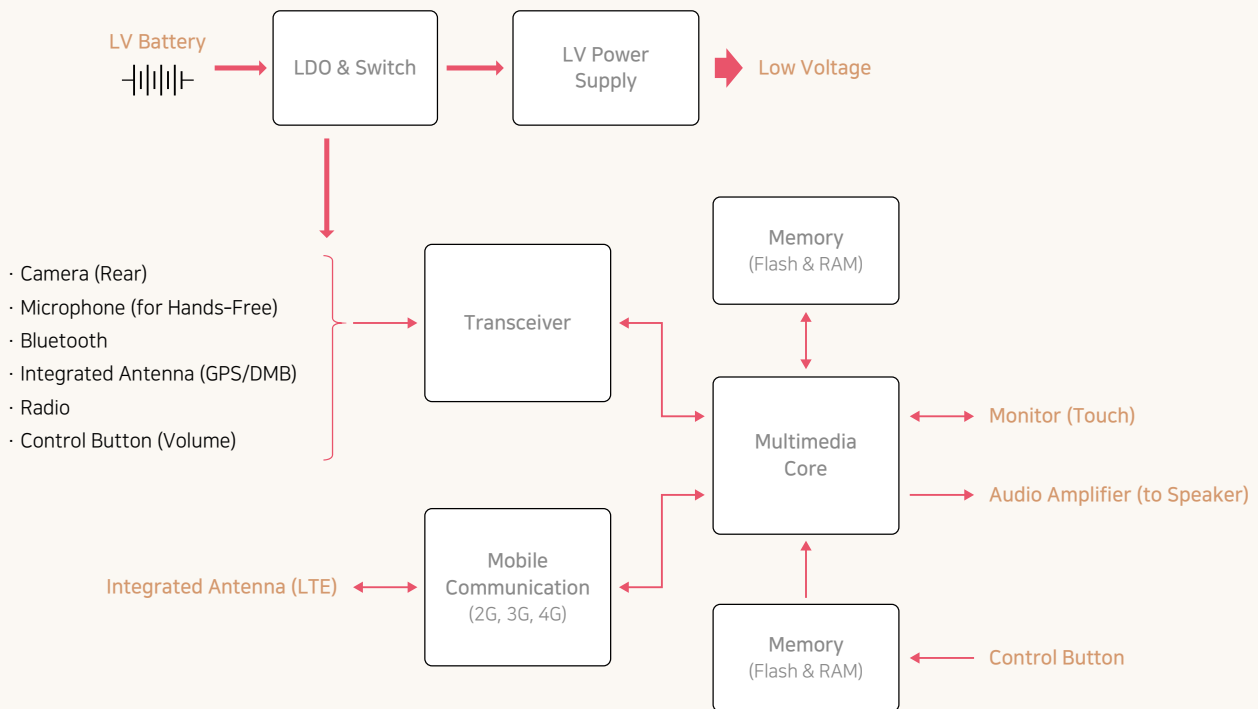 LV Battery
LDO & Switch
LV Power
Supply
Low Voltage
· Camera (Rear)
· Microphone (for Hands-Free)
· Bluetooth
· Integrated Antenna (GPS/DMB)
· Radio
· Control Button (Volume)
Transceiver
Memory
(Flash & RAM)
Multimedia
Core
Monitor (Touch)
Audio Amplifier (to Speaker)
Integrated Antenna (LTE)
Mobile
Communication
(2G, 3G, 4G)
Memory
(Flash & RAM)
Control Button